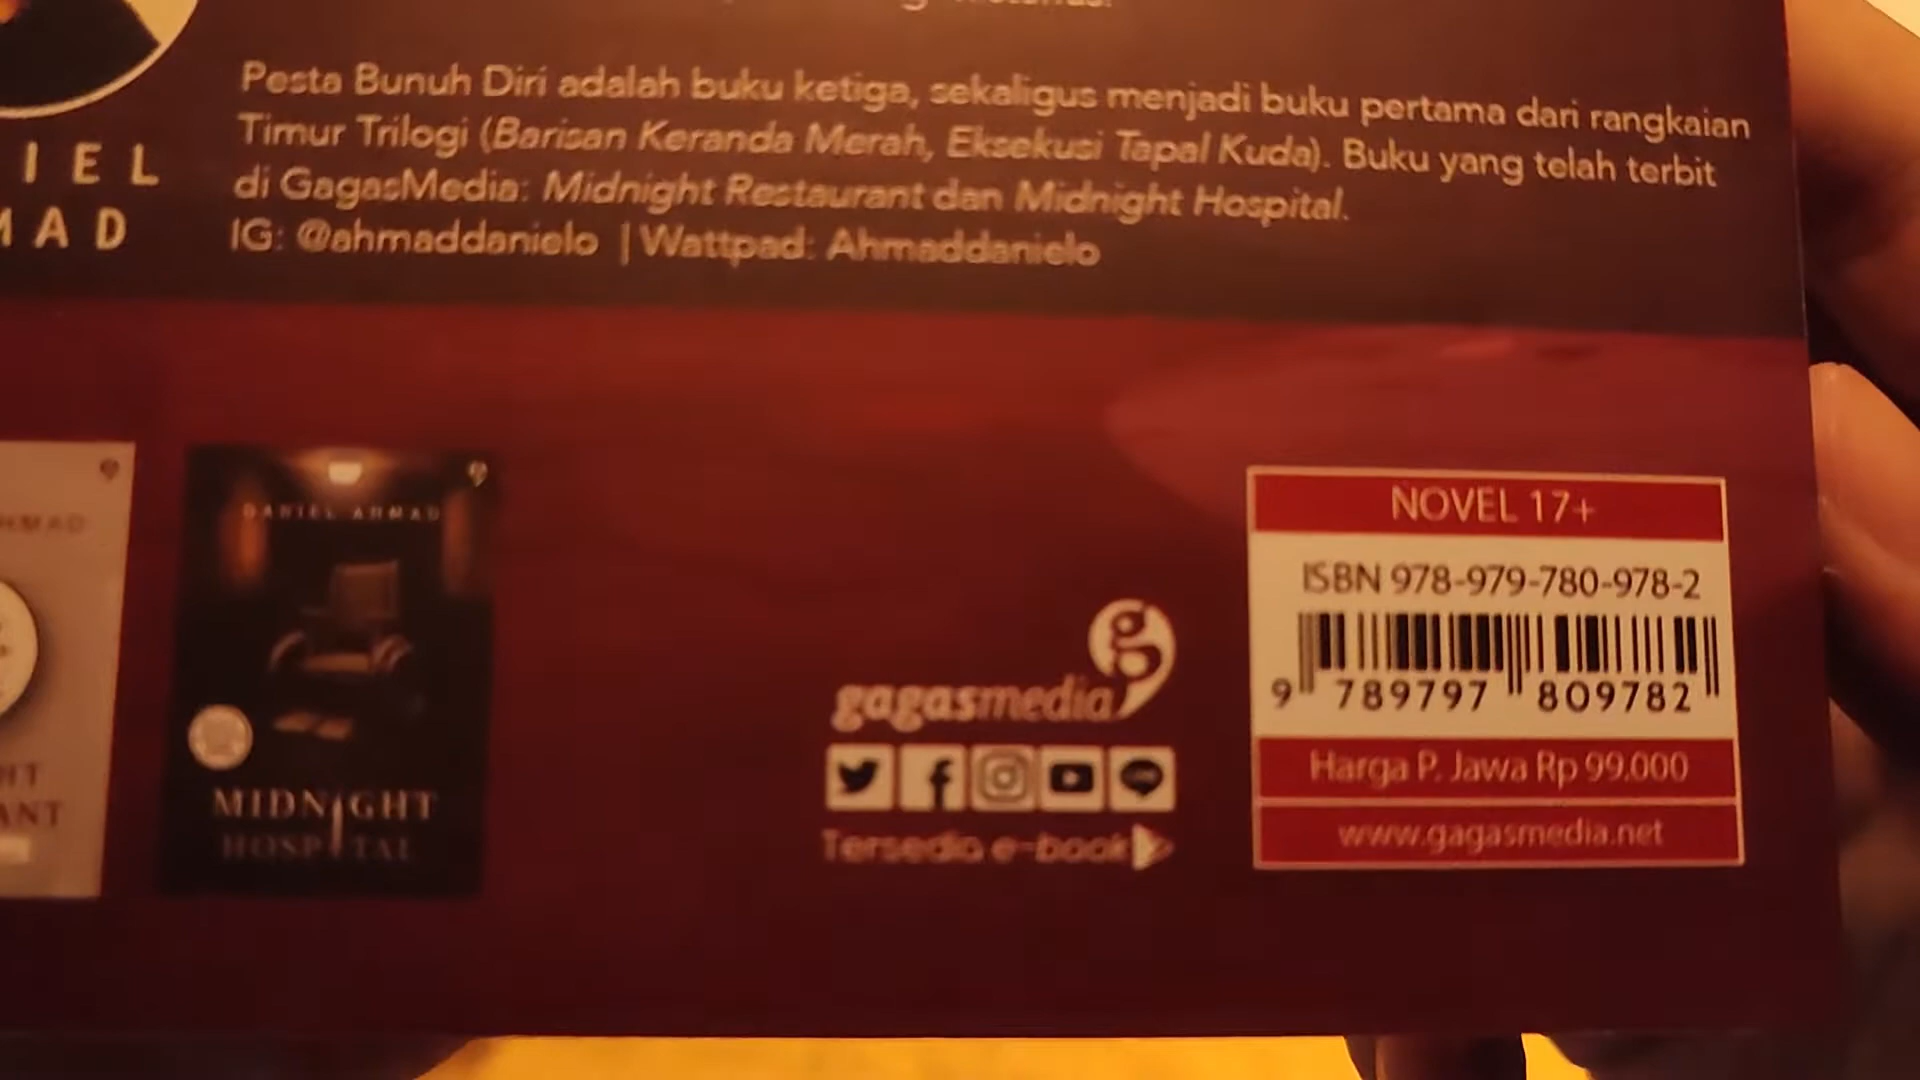 Pesta Bunuh Diri adalah buku ketiga, sekaligus menjadi buku pertama dari rangkaian
Timur Trilogi (Barisan Keranda Merah, Eksekusi Tapal Kuda). Buku yang telah terbit
di GagasMedia: Midnight Restaurant dan Midnight Hospital.
IG: @ahmaddanielo | Wattpad: Ahmaddanielo
IEL
MAD
HMAD
HT
ANT
DANIEL AHMAD
MIDNIGHT
HOSPITAL
g
gagasmedia
Tersedia e-book
NOVEL 17+
ISBN 978-979-780-978-2
9 789797 809782
Harga P. Jawa Rp 99.000
www.gagasmedia.net